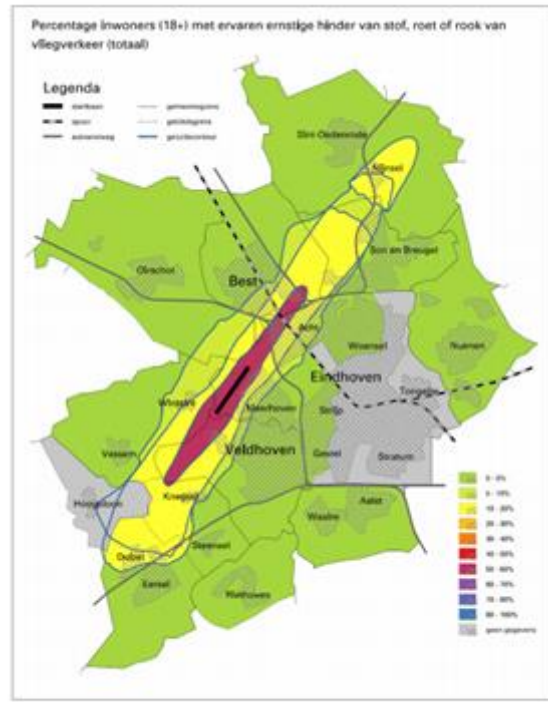 Percentage inwoners (18+) met ervaren ernstige hinder van stof, roet of rook van
vliegverkeer (totaal)
Legenda
startbaan
spoor
autosnelweg
gemeentegrens
geluidscontour
Sint-Oedenrode
Nijnsel
Son en Breugel
Oirschot
Best
Acht
Woensel
Nuenen
Eindhoven
Tongelre
Wintelre
Meerhoven
Strijp
Veldhoven
Vessem
Gestel
Stratum
Knegsel
Hoogeloon
Aalst
Waalre
Steensel
Duizel
Eersel
Riethoven
0 - 5%
5 - 10%
10 - 20%
20 - 30%
30 - 40%
40 - 50%
50 - 60%
60 - 70%
70 - 80%
80 - 100%
geen gegevens